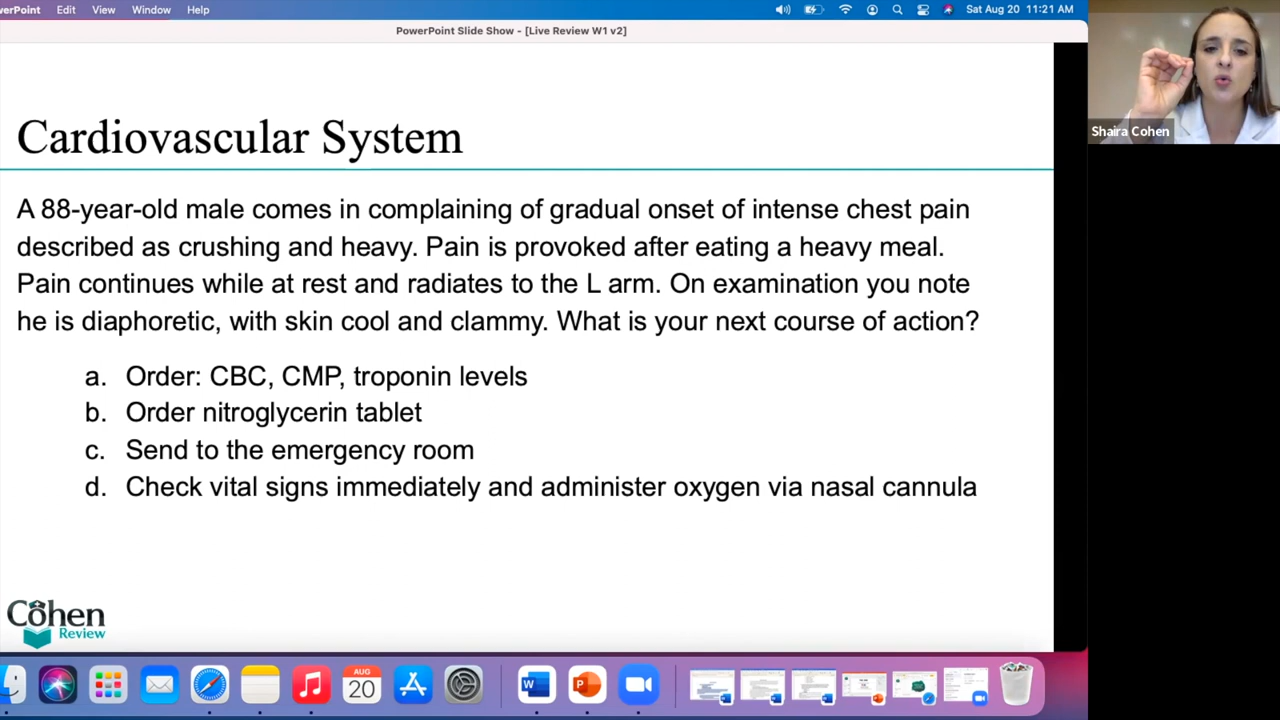 werPoint Edit View Window Help Sat Aug 20 11:21 AM
PowerPoint Slide Show - [Live Review W1 v2]
Shaira Cohen
Cardiovascular System
A 88-year-old male comes in complaining of gradual onset of intense chest pain
described as crushing and heavy. Pain is provoked after eating a heavy meal.
Pain continues while at rest and radiates to the L arm. On examination you note
he is diaphoretic, with skin cool and clammy. What is your next course of action?
a. Order: CBC, CMP, troponin levels
b. Order nitroglycerin tablet
c. Send to the emergency room
d. Check vital signs immediately and administer oxygen via nasal cannula
Cohen
Review
AUG
20
W
P